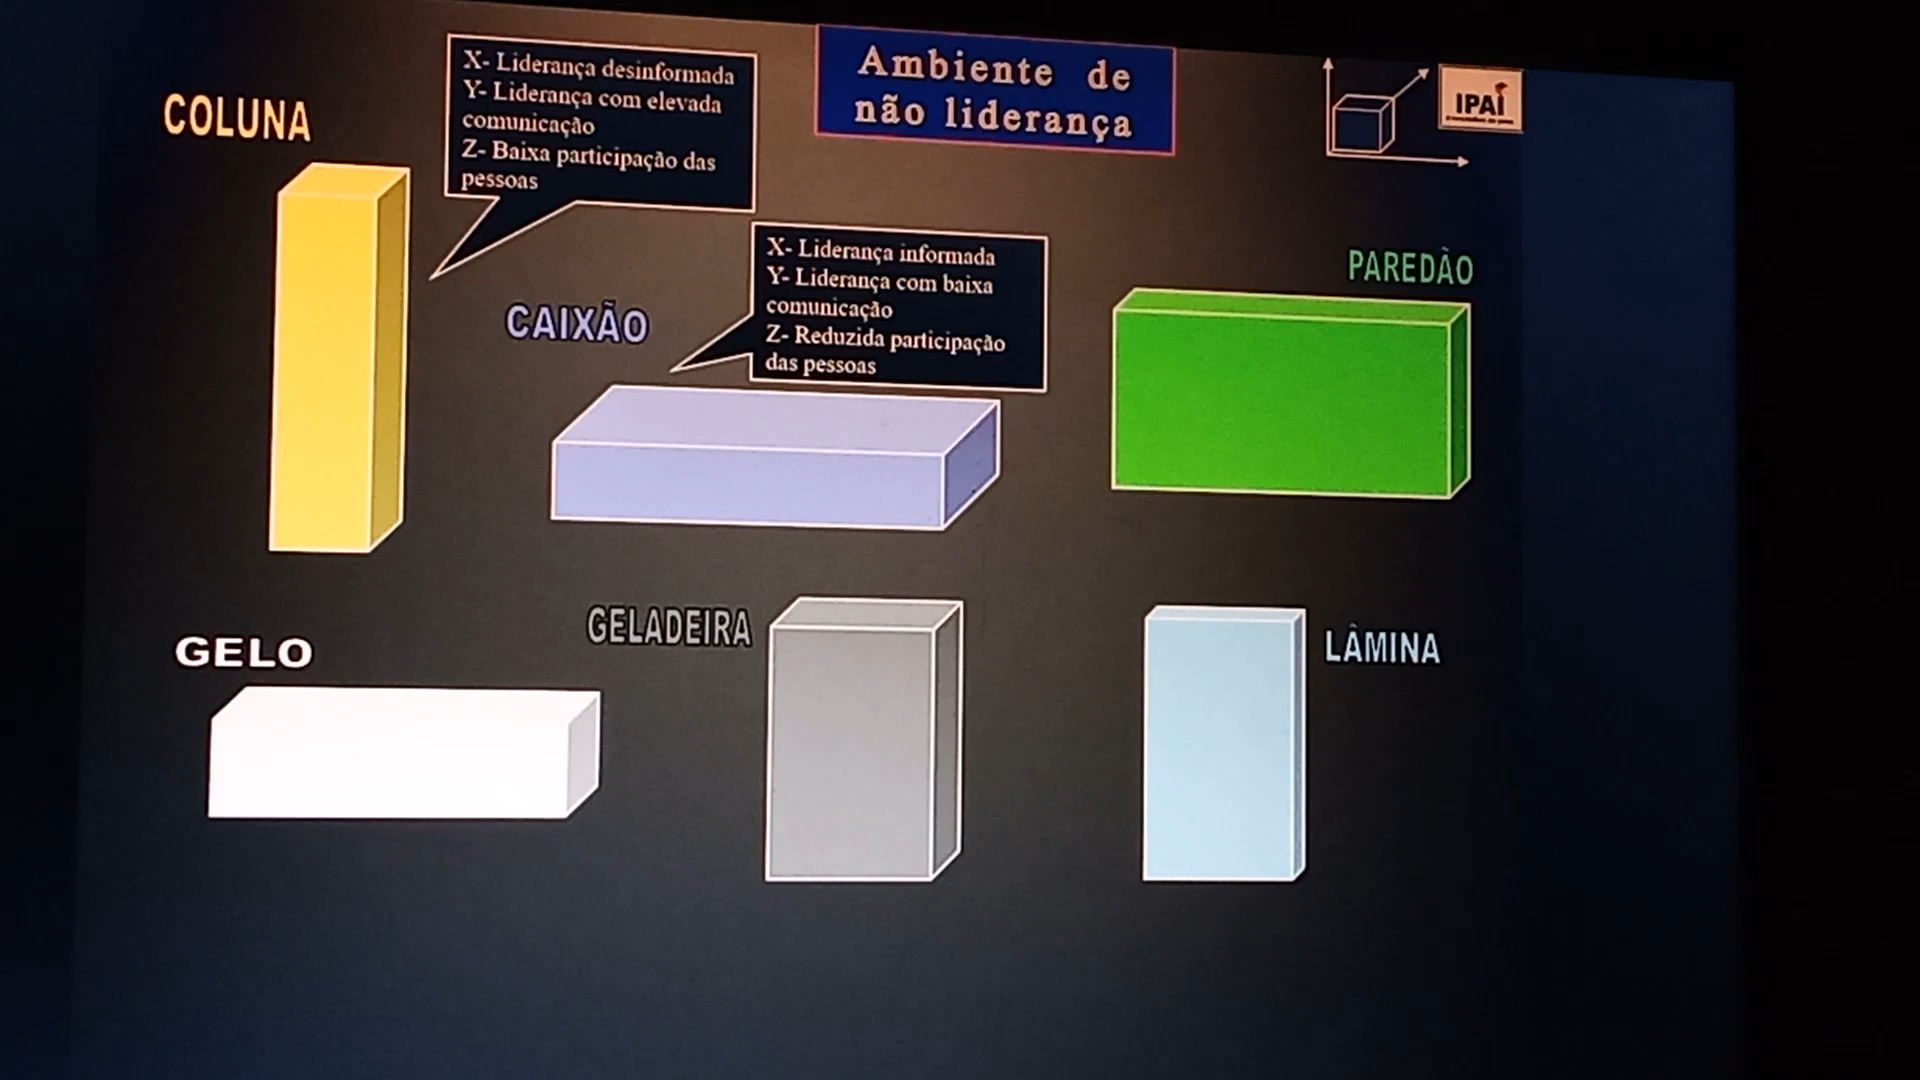 Ambiente de
não liderança
IPAÍ
COLUNA
X- Liderança desinformada
Y- Liderança com elevada
comunicação
Z- Baixa participação das
pessoas
CAIXÃO
X- Liderança informada
Y- Liderança com baixa
comunicação
Z- Reduzida participação
das pessoas
PAREDÃO
GELO
GELADEIRA
LÂMINA